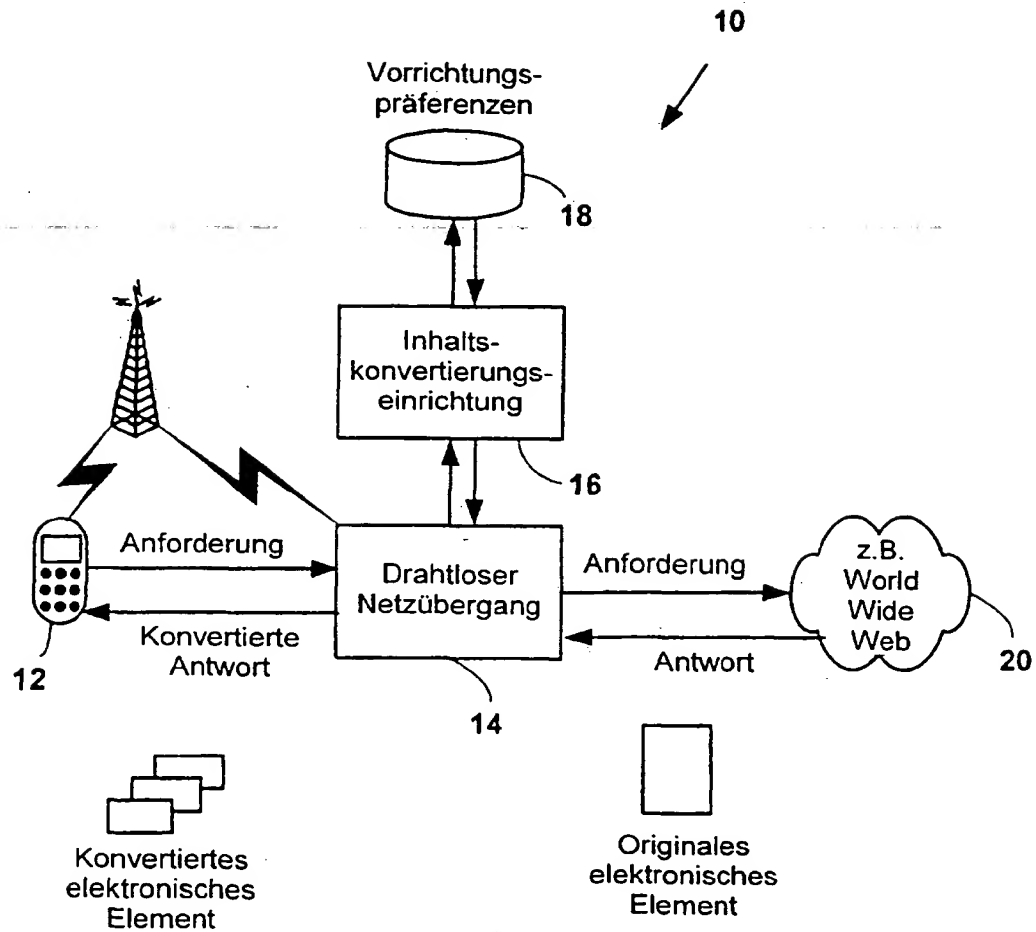 10
Vorrichtungs-
präferenzen
18
Inhalts-
konvertierungs-
einrichtung
16
Anforderung
Drahtloser
Netzübergang
Anforderung
z.B.
World
Wide
Web
Konvertierte
Antwort
Antwort
12
14
20
Konvertiertes
elektronisches
Element
Originales
elektronisches
Element